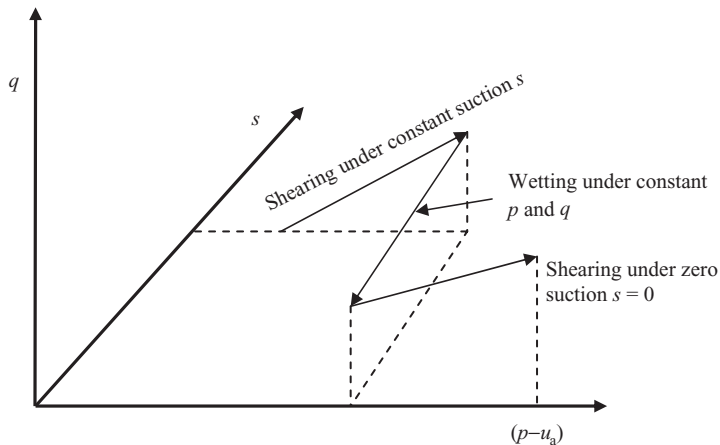 q
s
Shearing under constant suction s
Wetting under constant
p and q
Shearing under zero
suction s = 0
(p−uₐ)